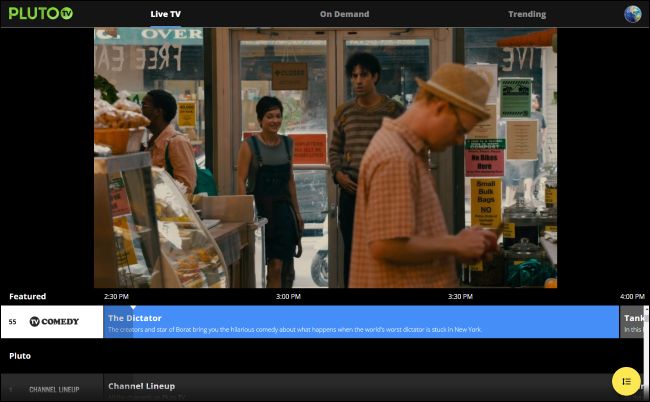 PLUTO TV
Live TV
On Demand
Trending
C OVER
FREE EA
CLOSED
No Bikes
Here
Small
Bulk
Bags
NO
Featured
2:30 PM
3:00 PM
3:30 PM
4:00 PM
55
TV COMEDY
The Dictator
The creators and star of Borat bring you the hilarious comedy about what happens when the world's worst dictator is stuck in New York.
Tank
In this
Pluto
CHANNEL LINEUP
Channel Lineup